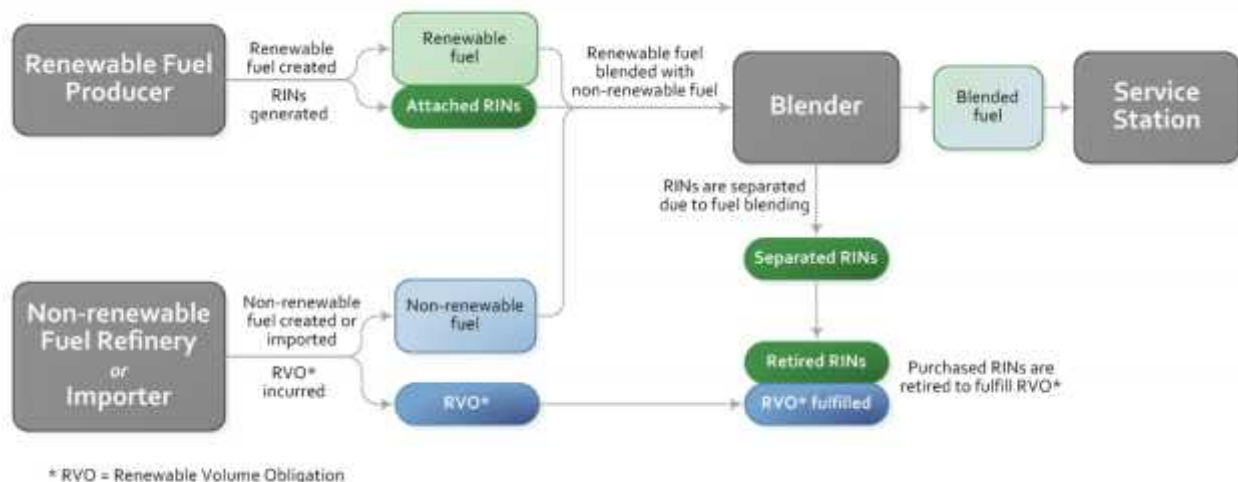 Renewable Fuel
Producer
Renewable
fuel created
RINs
generated
Renewable
fuel
Attached RINs
Renewable fuel
blended with
non-renewable fuel
Blender
Blended
fuel
Service
Station
RINs are separated
due to fuel blending
Separated RINs
Non-renewable
Fuel Refinery
or
Importer
Non-renewable
fuel created or
imported
RVO*
incurred
Non-renewable
fuel
RVO*
Retired RINs
RVO* fulfilled
Purchased RINs are
retired to fulfill RVO*
* RVO = Renewable Volume Obligation